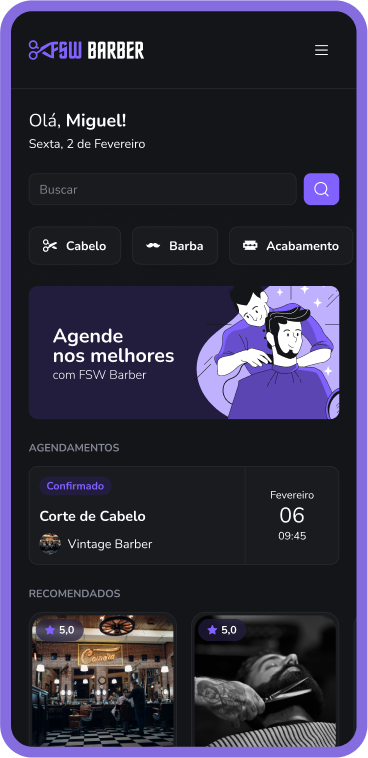 FSW BARBER
Olá, Miguel!
Sexta, 2 de Fevereiro
Buscar
Cabelo
Barba
Acabamento
Agende
nos melhores
com FSW Barber
AGENDAMENTOS
Confirmado
Corte de Cabelo
Vintage Barber
Fevereiro
06
09:45
RECOMENDADOS
5,0
5,0